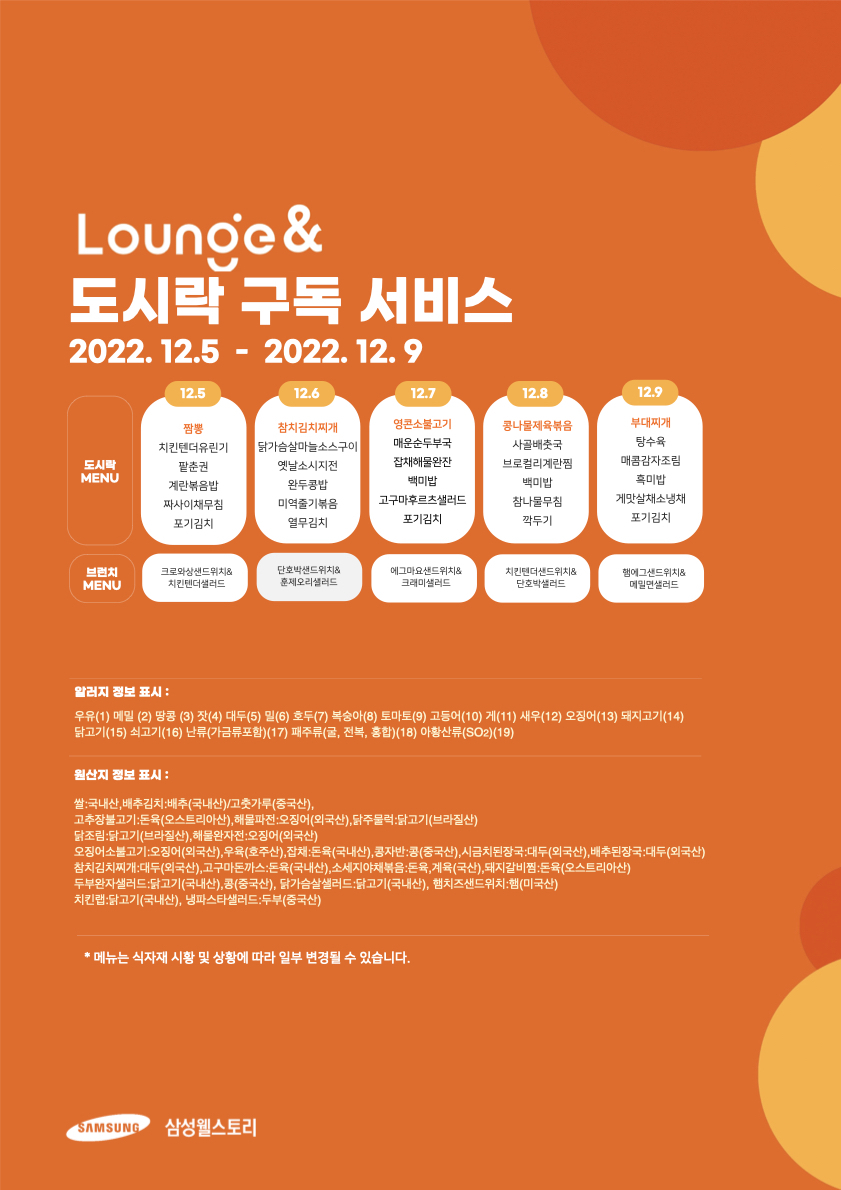 Lounge&
도시락 구독 서비스
2022. 12.5 - 2022. 12. 9
도시락
MENU
12.5
짬뽕
치킨텐더유린기
팥춘권
계란볶음밥
짜사이채무침
포기김치
12.6
참치김치찌개
닭가슴살마늘소스구이
옛날소시지전
완두콩밥
미역줄기볶음
열무김치
12.7
영콘소불고기
매운순두부국
잡채해물완잔
백미밥
고구마후르츠샐러드
포기김치
12.8
콩나물제육볶음
사골배춧국
브로컬리계란찜
백미밥
참나물무침
깍두기
12.9
부대찌개
탕수육
매콤감자조림
흑미밥
게맛살채소냉채
포기김치
브런치
MENU
크로와상샌드위치&
치킨텐더샐러드
단호박샌드위치&
훈제오리샐러드
에그마요샌드위치&
크래미샐러드
치킨텐더샌드위치&
단호박샐러드
햄에그샌드위치&
메밀면샐러드
알러지 정보 표시 :
우유(1) 메밀 (2) 땅콩 (3) 잣(4) 대두(5) 밀(6) 호두(7) 복숭아(8) 토마토(9) 고등어(10) 게(11) 새우(12) 오징어(13) 돼지고기(14)
닭고기(15) 쇠고기(16) 난류(가금류포함)(17) 패주류(굴, 전복, 홍합)(18) 아황산류(SO2)(19)
원산지 정보 표시 :
쌀:국내산,배추김치:배추(국내산)/고춧가루(중국산),
고추장불고기:돈육(오스트리아산),해물파전:오징어(외국산),닭주물럭:닭고기(브라질산)
닭조림:닭고기(브라질산),해물완자전:오징어(외국산)
오징어소불고기:오징어(외국산),우육(호주산),잡채:돈육(국내산),콩자반:콩(중국산),시금치된장국:대두(외국산),배추된장국:대두(외국산)
참치김치찌개:대두(외국산),고구마돈까스:돈육(국내산),소세지야채볶음:돈육,계육(국산),돼지갈비찜:돈육(오스트리아산)
두부완자샐러드:닭고기(국내산),콩(중국산), 닭가슴살샐러드:닭고기(국내산), 햄치즈샌드위치:햄(미국산)
치킨랩:닭고기(국내산), 냉파스타샐러드:두부(중국산)
* 메뉴는 식자재 시황 및 상황에 따라 일부 변경될 수 있습니다.
SAMSUNG 삼성웰스토리